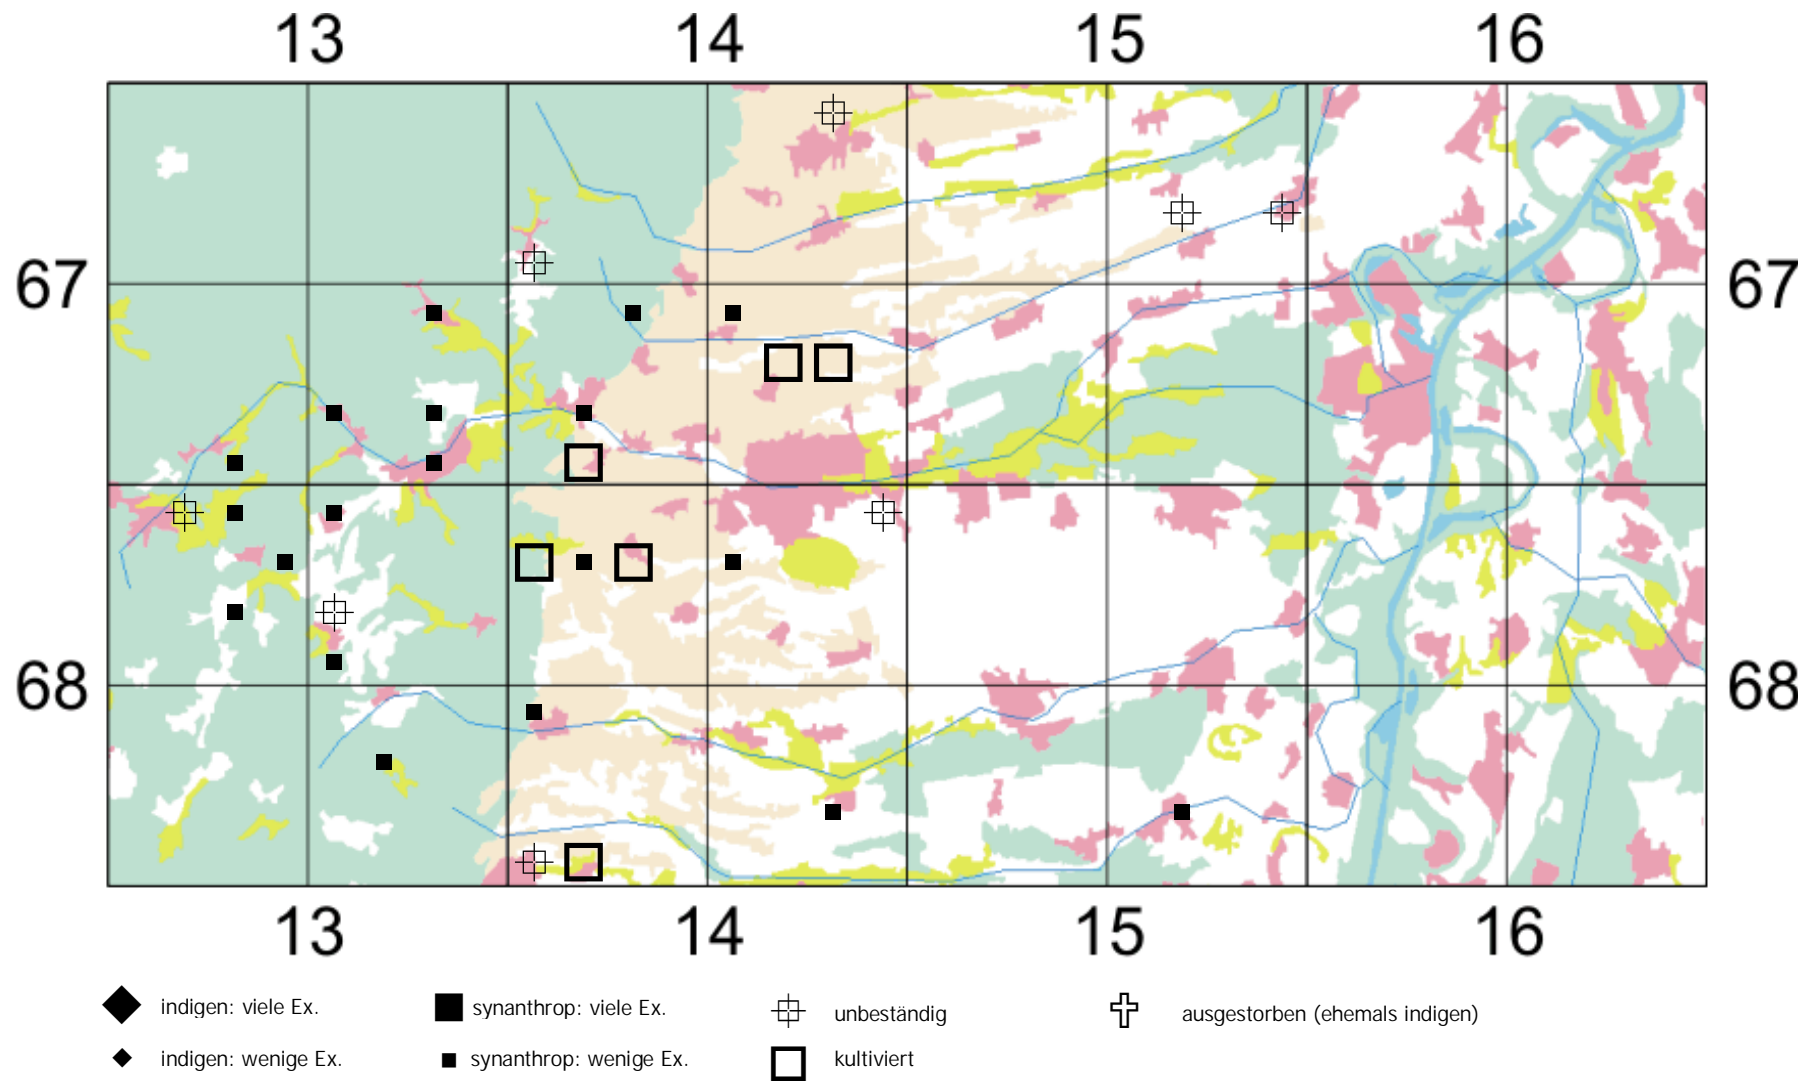 13 14 15 16
67 67
68 68
13 14 15 16
indigen: viele Ex. synanthrop: viele Ex. unbeständig ausgestorben (ehemals indigen)
indigen: wenige Ex. synanthrop: wenige Ex. kultiviert